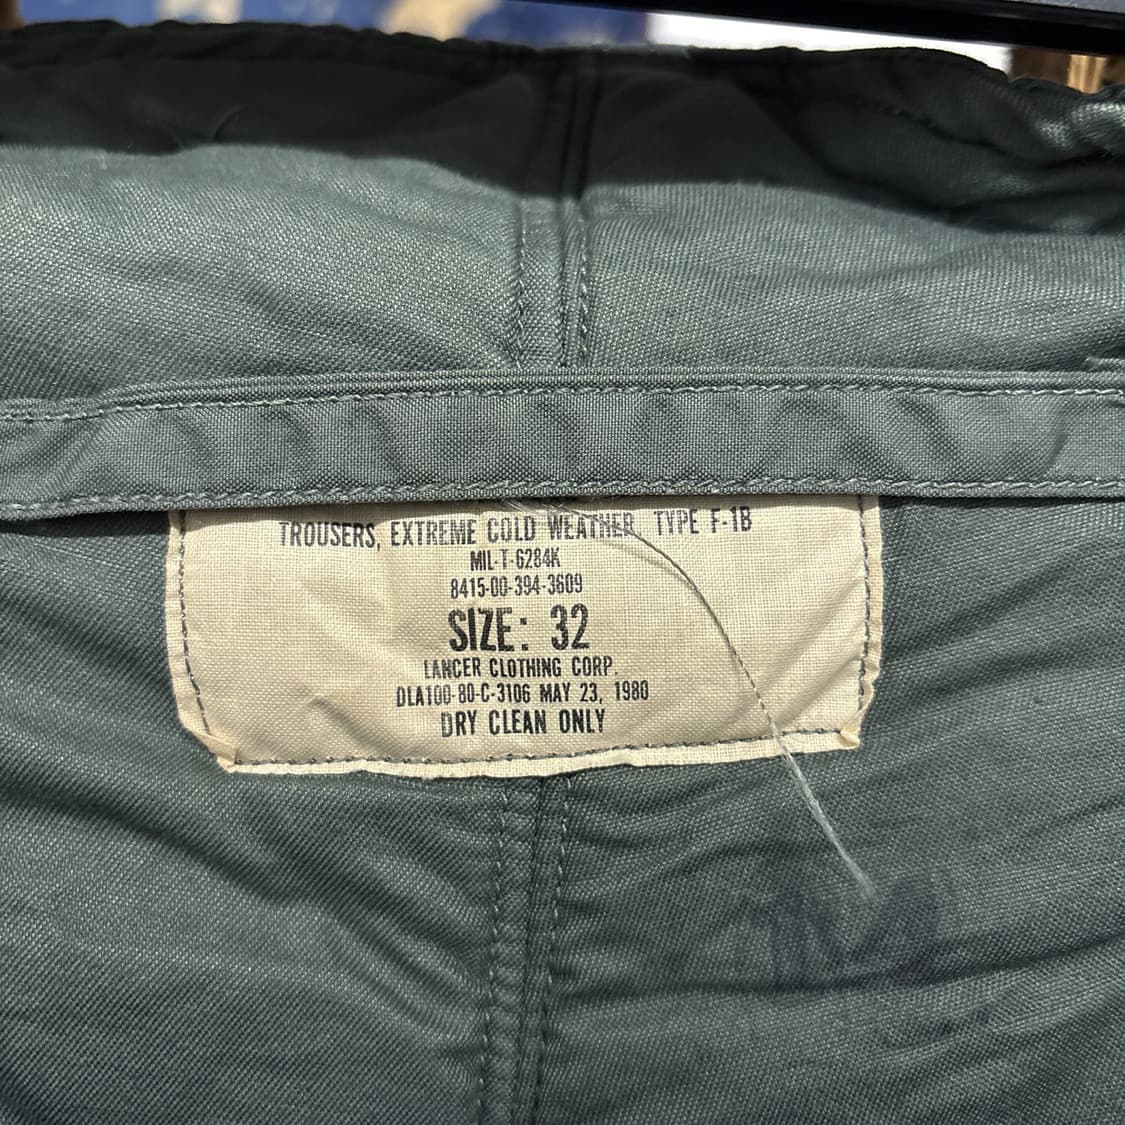 TROUSERS, EXTREME COLD WEATHER, TYPE F-1B
MIL-T-6284K
8415-00-394-3609
SIZE: 32
LANCER CLOTHING CORP.
DLA100-80-C-3106 MAY 23, 1980
DRY CLEAN ONLY